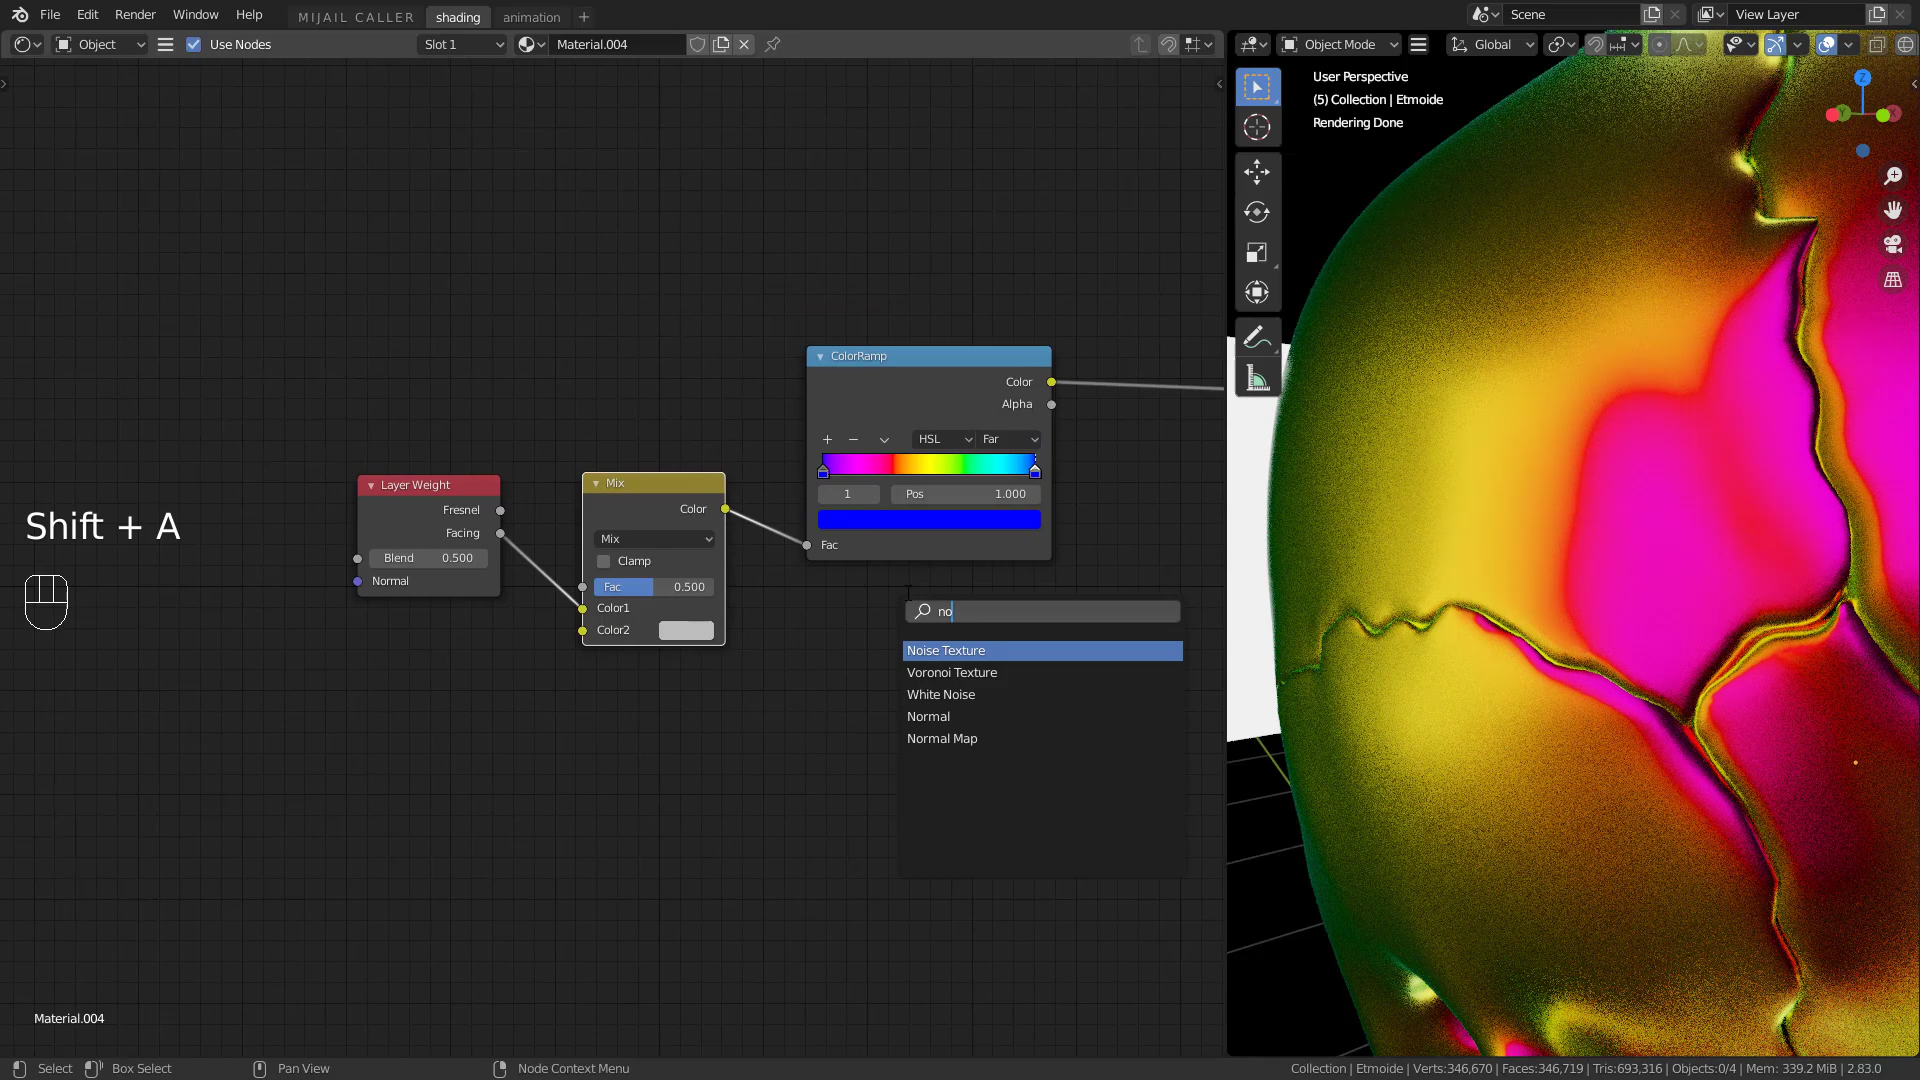 File Edit Render Window Help MIJAIL CALLER shading animation + Scene View Layer
Object Use Nodes Slot 1 Material.004 Object Mode Global
User Perspective
(5) Collection | Etmoide
Rendering Done
Z
Y
X
ColorRamp
Color
Alpha
HSL Far
1 Pos 1.000
Fac
Layer Weight
Fresnel
Facing
Blend 0.500
Normal
Mix
Color
Mix
Clamp
Fac 0.500
Color1
Color2
Shift + A
no
Noise Texture
Voronoi Texture
White Noise
Normal
Normal Map
Material.004
Select Box Select Pan View Node Context Menu Collection | Etmoide | Verts:346,670 | Faces:346,719 | Tris:693,316 | Objects:0/4 | Mem: 339.2 MiB | 2.83.0